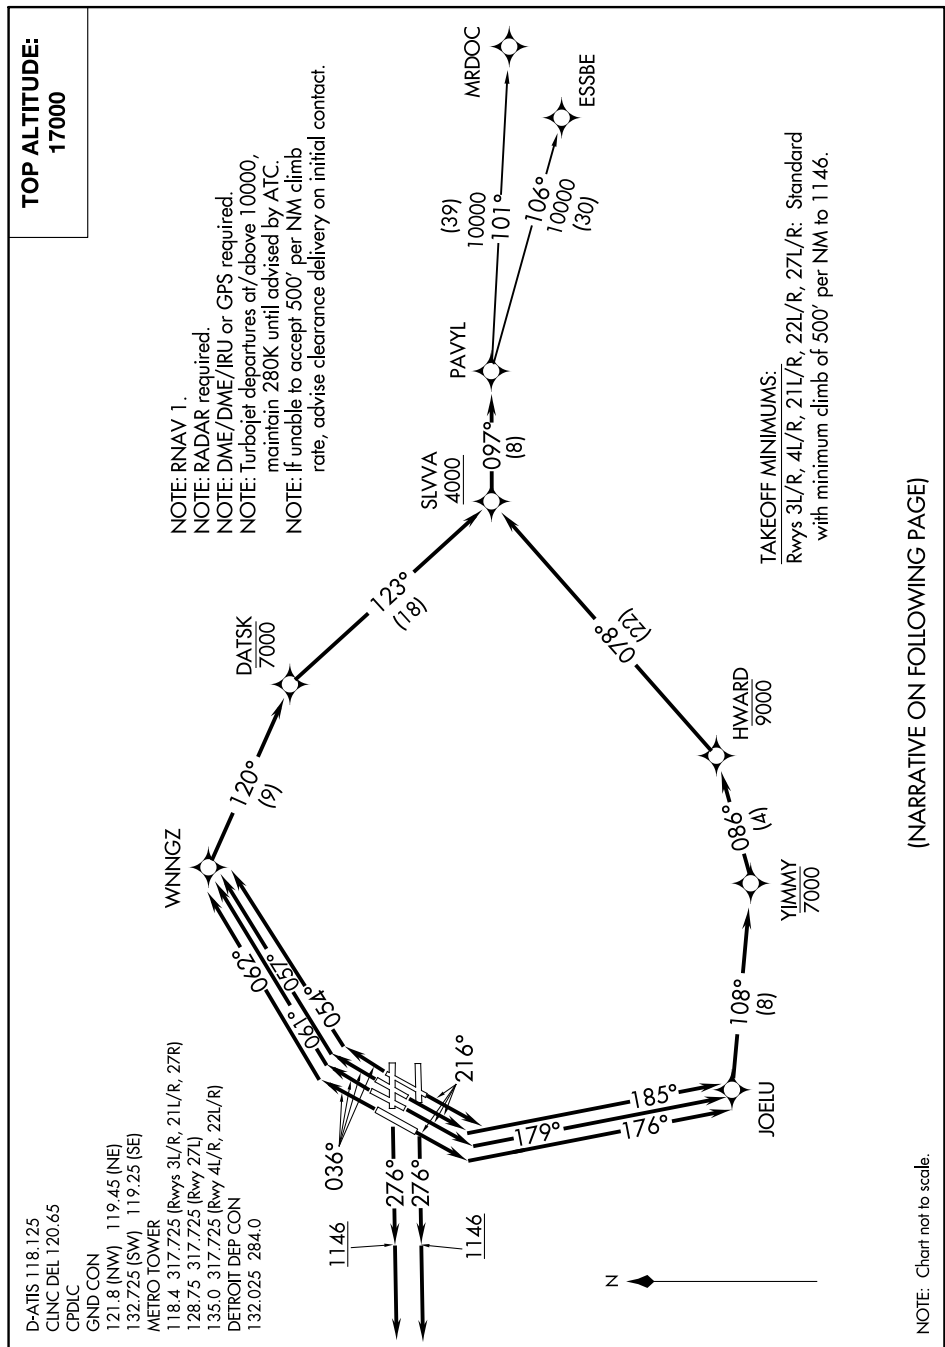 TOP ALTITUDE:
17000
D-ATIS 118.125
CLNC DEL 120.65
CPDLC
GND CON
121.8 (NW) 119.45 (NE)
132.725 (SW) 119.25 (SE)
METRO TOWER
118.4 317.725 (Rwys 3L/R, 21L/R, 27R)
128.75 317.725 (Rwy 27L)
135.0 317.725 (Rwy 4L/R, 22L/R)
DETROIT DEP CON
132.025 284.0
NOTE: RNAV 1.
NOTE: RADAR required.
NOTE: DME/DME/IRU or GPS required.
NOTE: Turbojet departures at/above 10000,
maintain 280K until advised by ATC.
NOTE: If unable to accept 500' per NM climb
rate, advise clearance delivery on initial contact.
WNNGZ
120°
(9)
DATSK
7000
123°
(18)
SLVVA
4000
097°
(8)
PAVYL
(39)
10000
101°
MRDOC
106°
10000
(30)
ESSBE
062°
061°
057°
054°
036°
216°
276°
276°
1146
1146
185°
179°
176°
JOELU
108°
(8)
YIMMY
7000
086°
(4)
HWARD
9000
078°
(22)
N
TAKEOFF MINIMUMS:
Rwys 3L/R, 4L/R, 21L/R, 22L/R, 27L/R: Standard
with minimum climb of 500' per NM to 1146.
(NARRATIVE ON FOLLOWING PAGE)
NOTE: Chart not to scale.